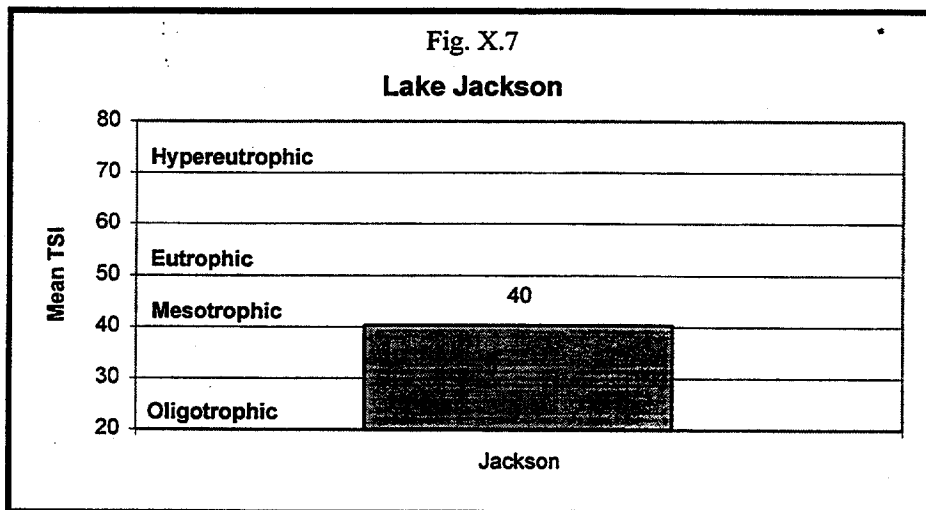 Fig. X.7
Lake Jackson
80
Hypereutrophic
70
60
Eutrophic
50
40
Mesotrophic
40
30
Oligotrophic
20
Mean TSI
Jackson